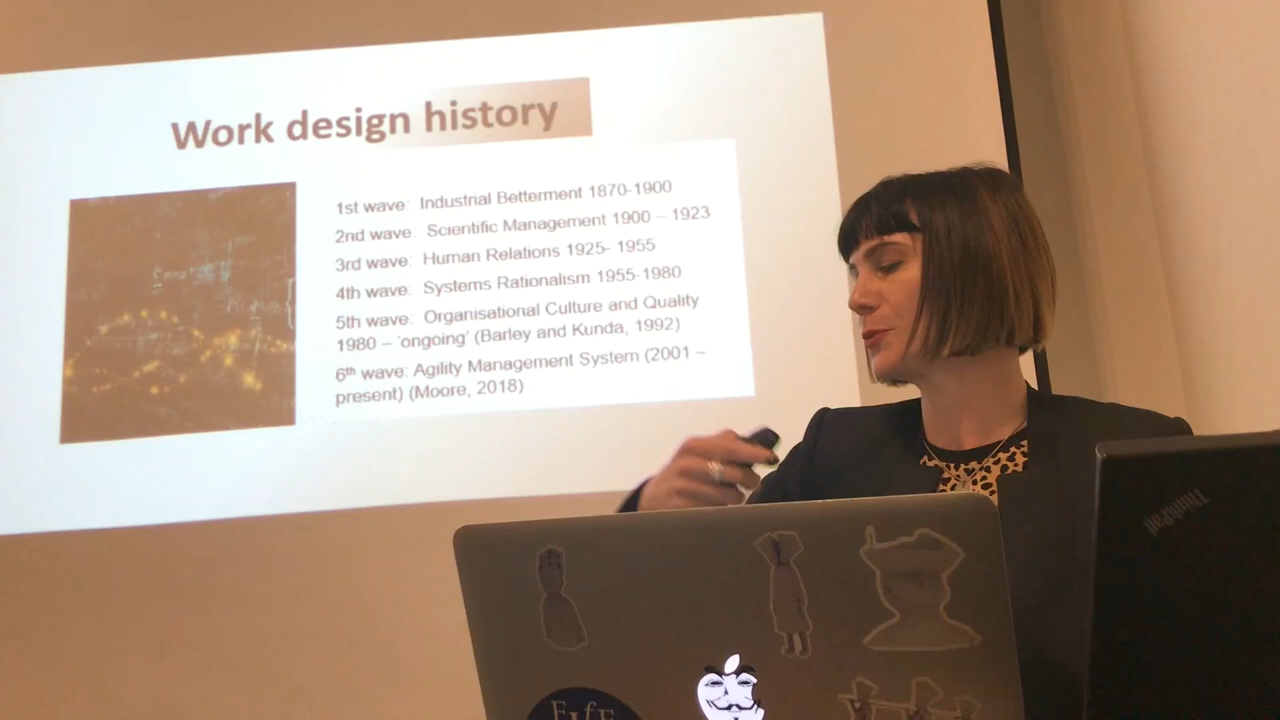 Work design history
1st wave: Industrial Betterment 1870-1900
2nd wave: Scientific Management 1900 – 1923
3rd wave: Human Relations 1925- 1955
4th wave: Systems Rationalism 1955-1980
5th wave: Organisational Culture and Quality
1980 – 'ongoing' (Barley and Kunda, 1992)
6th wave: Agility Management System (2001 –
present) (Moore, 2018)
ThinkPad